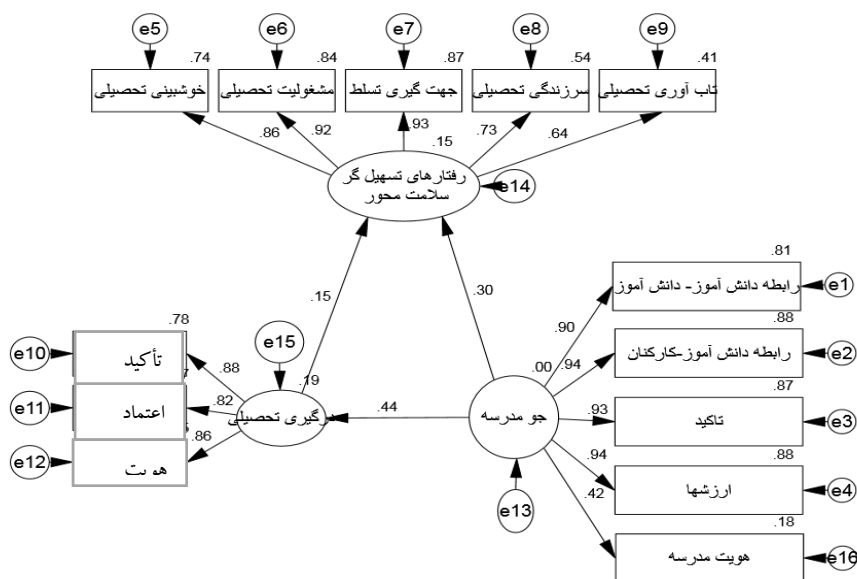 e5 e6 e7 e8 e9
.74 .84 .87 .54 .41
خوشبینی تحصیلی
مشغولیت تحصیلی
جهت گیری تسلط
سرزندگی تحصیلی
تاب آوری تحصیلی
.86 .92 .93 .73 .64
.15
رفتارهای تسهیل گر
سلامت محور
e14
.15
.30
.81
رابطه دانش آموز- دانش آموز
e1
.90
.88
رابطه دانش آموز-کارکنان
e2
.94
.87
تاکید
e3
.93
.88
ارزشها
e4
.94
.18
هویت مدرسه
e16
.42
.00
جو مدرسه
e13
.44
e15
.19
درگیری تحصیلی
.78
e10
تأکید
.88
e11
اعتماد
.82
e12
هویت
.86